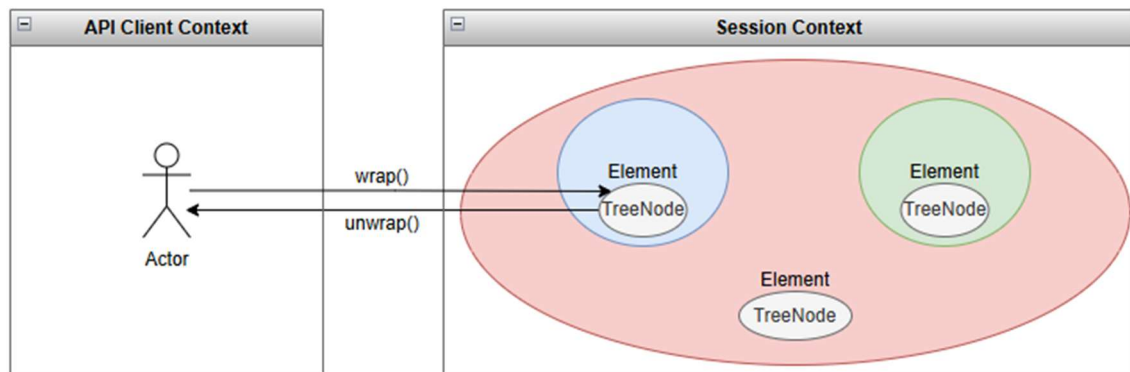 API Client Context
Session Context
wrap()
unwrap()
Actor
Element
TreeNode
Element
TreeNode
Element
TreeNode